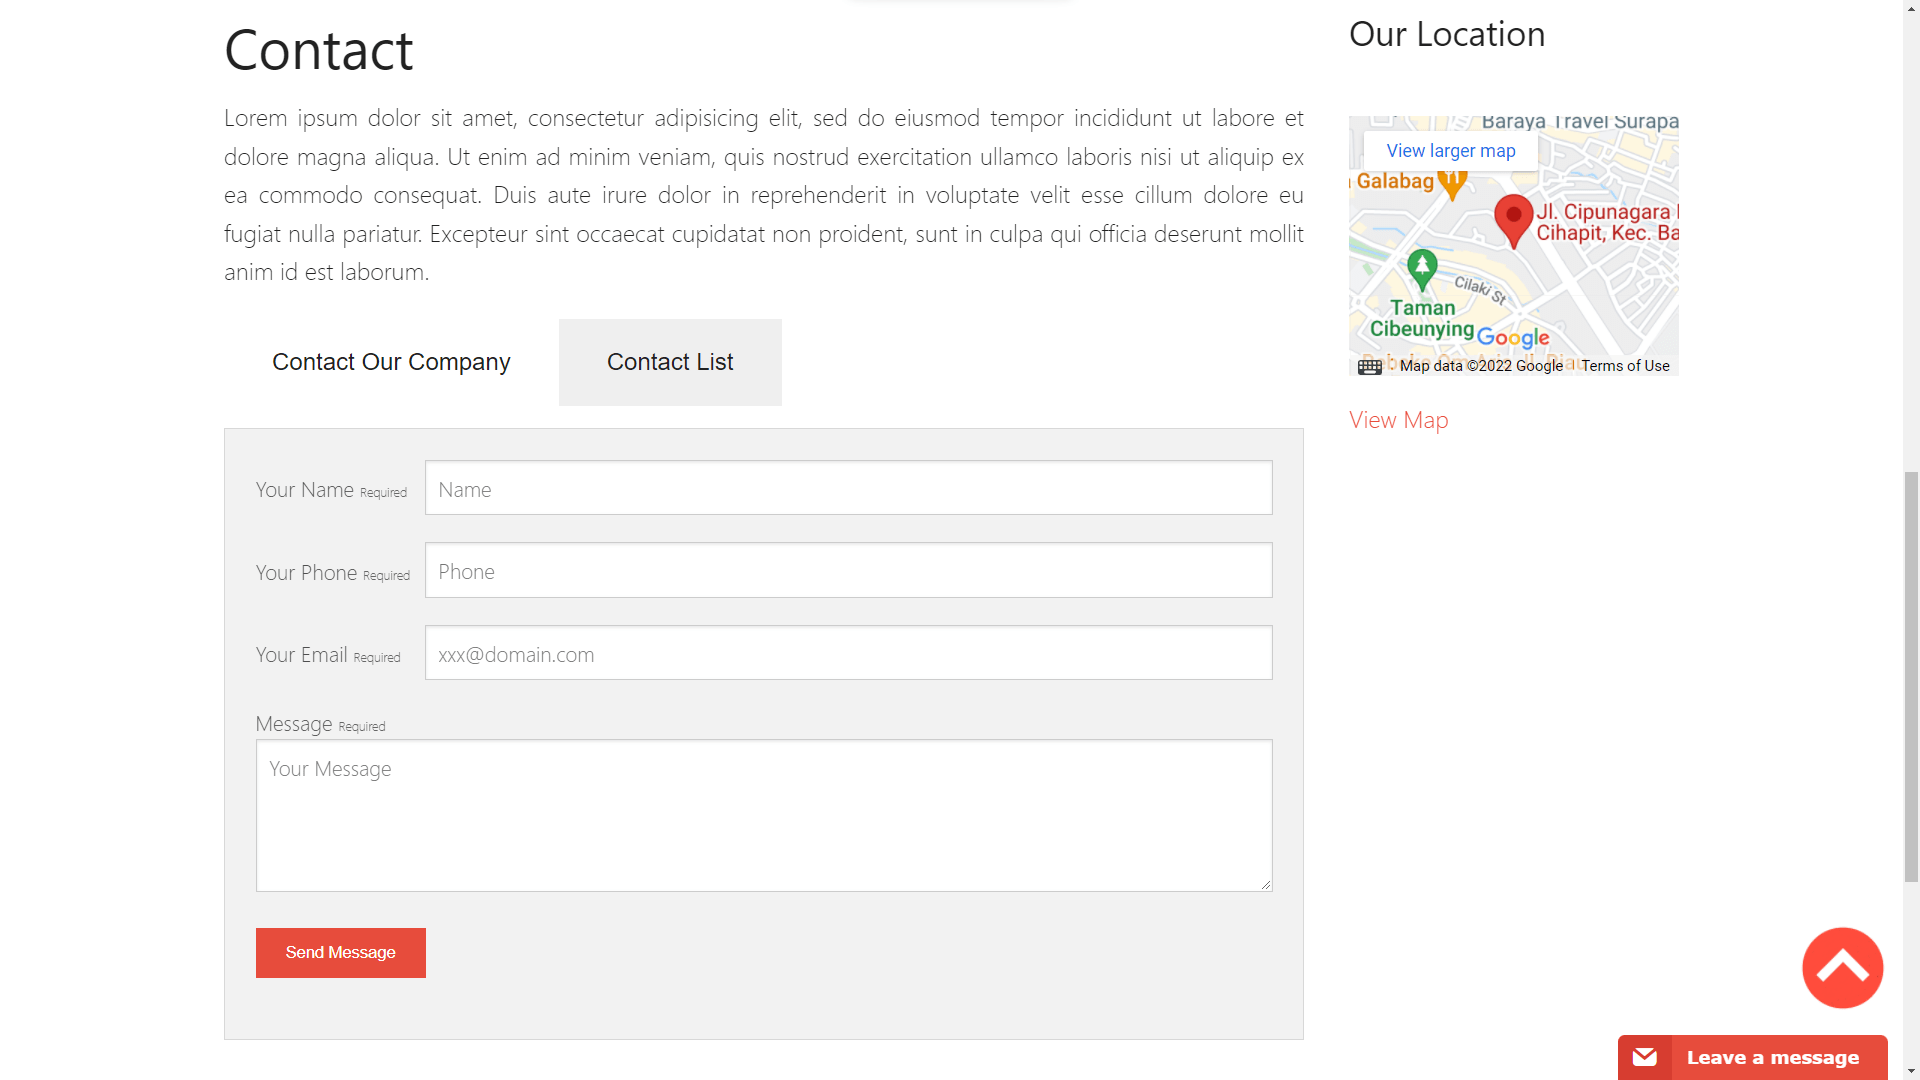 Contact
Lorem ipsum dolor sit amet, consectetur adipisicing elit, sed do eiusmod tempor incididunt ut labore et
dolore magna aliqua. Ut enim ad minim veniam, quis nostrud exercitation ullamco laboris nisi ut aliquip ex
ea commodo consequat. Duis aute irure dolor in reprehenderit in voluptate velit esse cillum dolore eu
fugiat nulla pariatur. Excepteur sint occaecat cupidatat non proident, sunt in culpa qui officia deserunt mollit
anim id est laborum.
Contact Our Company
Contact List
Your Name Required
Name
Your Phone Required
Phone
Your Email Required
xxx@domain.com
Message Required
Your Message
Send Message
Our Location
Baraya Travel Surapa
View larger map
Galabag
Jl. Cipunagara
Cihapit, Kec. Ba
Cilaki St
Taman
Cibeunying
Google
Map data ©2022 Google
Terms of Use
View Map
Leave a message